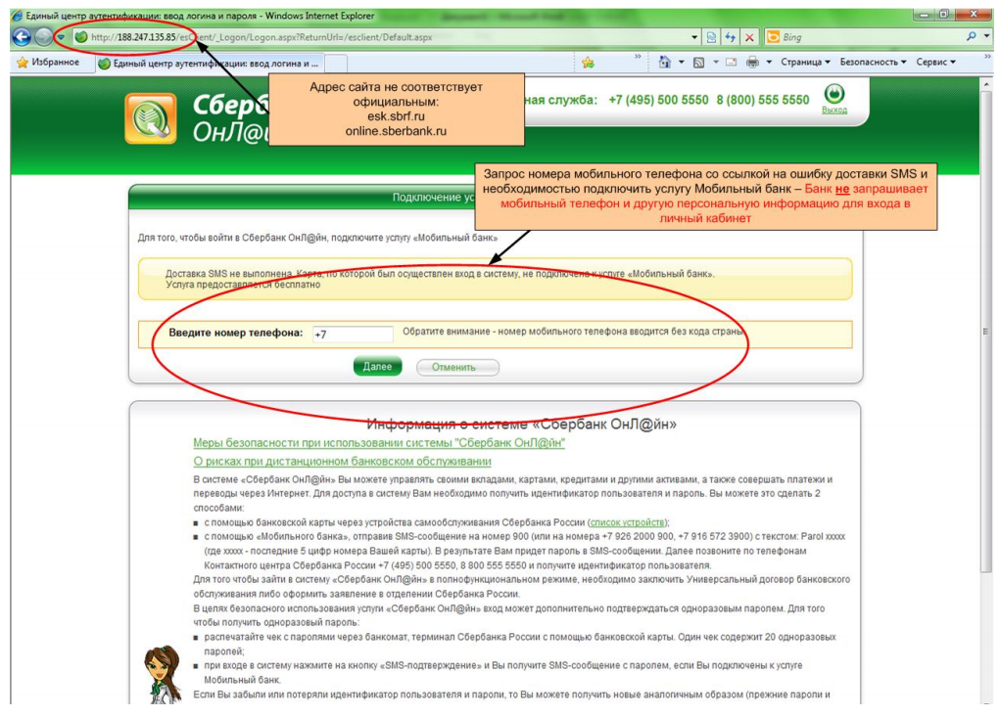 Единый центр аутентификации: ввод логина и пароля - Windows Internet Explorer
http://188.247.135.85/esClient/_Logon/Logon.aspx?ReturnUrl=/esclient/Default.aspx
Bing
Избранное
Единый центр аутентификации: ввод логина и ...
Страница
Безопасность
Сервис
Адрес сайта не соответствует
официальным:
esk.sbrf.ru
online.sberbank.ru
Сберб
ОнЛ@й
ная служба: +7 (495) 500 5550 8 (800) 555 5550
Выход
Запрос номера мобильного телефона со ссылкой на ошибку доставки SMS и
необходимостью подключить услугу Мобильный банк – Банк не запрашивает
мобильный телефон и другую персональную информацию для входа в
личный кабинет
Подключение ус
Для того, чтобы войти в Сбербанк ОнЛ@йн, подключите услугу «Мобильный банк»
Доставка SMS не выполнена. Карта, по которой был осуществлен вход в систему, не подключена к услуге «Мобильный банк».
Услуга предоставляется бесплатно
Введите номер телефона: +7 Обратите внимание - номер мобильного телефона вводится без кода страны
Далее Отменить
Информация о системе «Сбербанк ОнЛ@йн»
Меры безопасности при использовании системы "Сбербанк ОнЛ@йн"
О рисках при дистанционном банковском обслуживании
В системе «Сбербанк ОнЛ@йн» Вы можете управлять своими вкладами, картами, кредитами и другими активами, а также совершать платежи и
переводы через Интернет. Для доступа в систему Вам необходимо получить идентификатор пользователя и пароль. Вы можете это сделать 2
способами:
с помощью банковской карты через устройства самообслуживания Сбербанка России (список устройств);
с помощью «Мобильного банка», отправив SMS-сообщение на номер 900 (или на номера +7 926 2000 900, +7 916 572 3900) с текстом: Parol xxxxx
(где xxxxx - последние 5 цифр номера Вашей карты). В результате Вам придет пароль в SMS-сообщении. Далее позвоните по телефонам
Контактного центра Сбербанка России +7 (495) 500 5550, 8 800 555 5550 и получите идентификатор пользователя.
Для того чтобы зайти в систему «Сбербанк ОнЛ@йн» в полнофункциональном режиме, необходимо заключить Универсальный договор банковского
обслуживания либо оформить заявление в отделении Сбербанка России.
В целях безопасного использования услуги «Сбербанк ОнЛ@йн» вход может дополнительно подтверждаться одноразовым паролем. Для того
чтобы получить одноразовый пароль:
распечатайте чек с паролями через банкомат, терминал Сбербанка России с помощью банковской карты. Один чек содержит 20 одноразовых
паролей;
при входе в систему нажмите на кнопку «SMS-подтверждение» и Вы получите SMS-сообщение с паролем, если Вы подключены к услуге
Мобильный банк.
Если Вы забыли или потеряли идентификатор пользователя и пароли, то Вы можете получить новые аналогичным образом (прежние пароли и